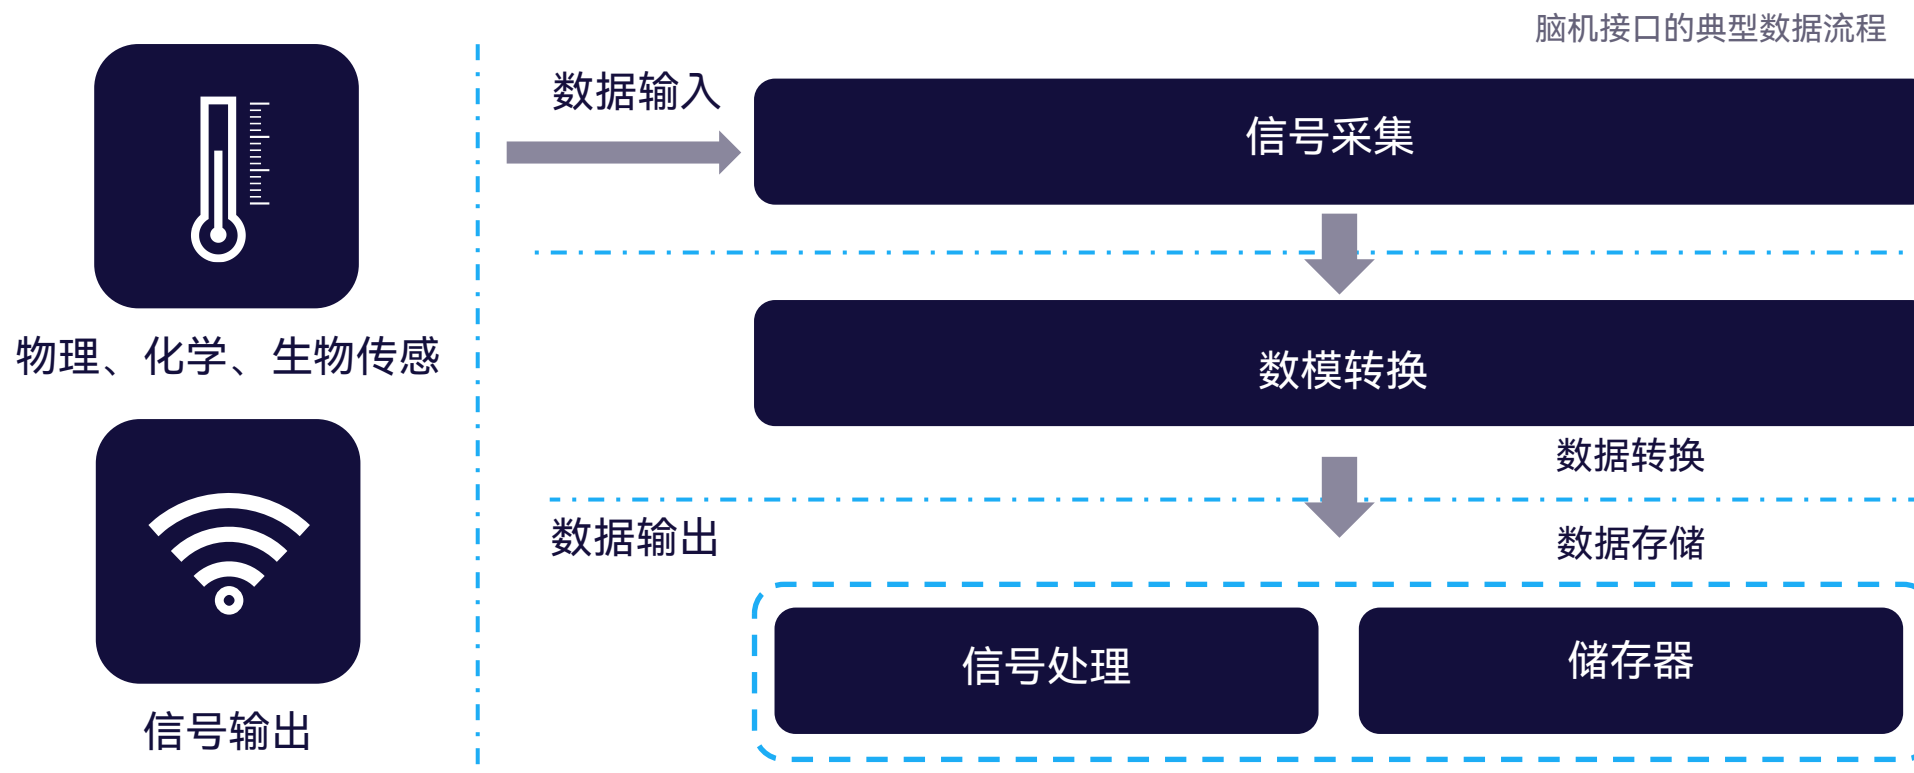 脑机接口的典型数据流程
数据输入
信号采集
物理、化学、生物传感
数模转换
数据转换
数据输出
数据存储
信号处理
储存器
信号输出